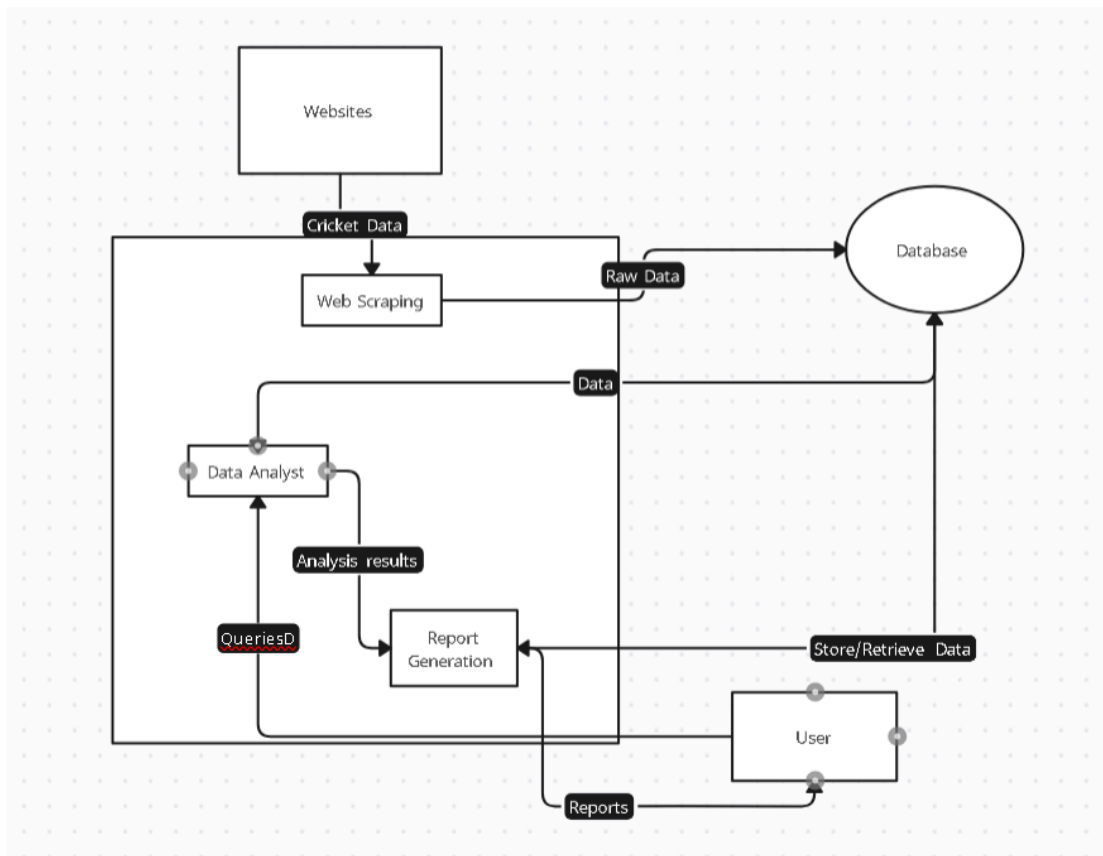 Websites
Cricket Data
Database
Raw Data
Web Scraping
Data
Data Analyst
Analysis results
QueriesD
Report
Generation
Store/Retrieve Data
User
Reports